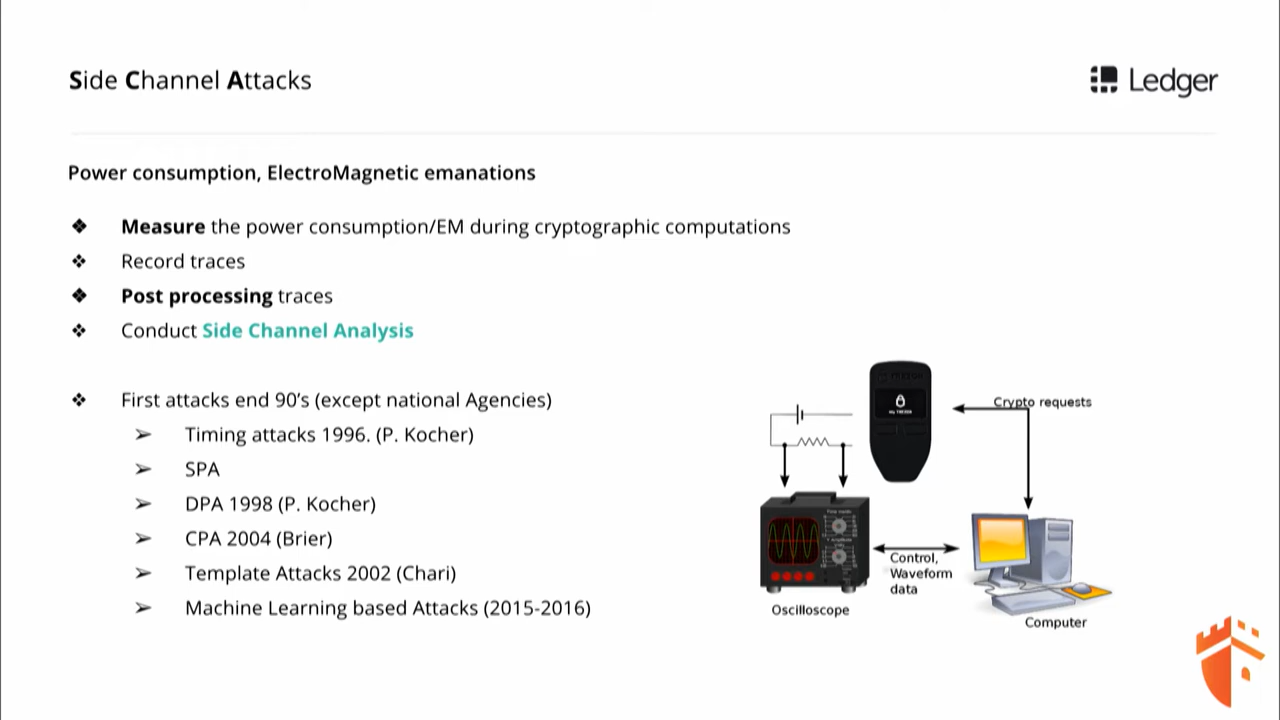 Side Channel Attacks
Ledger
Power consumption, ElectroMagnetic emanations
❖ Measure the power consumption/EM during cryptographic computations
❖ Record traces
❖ Post processing traces
❖ Conduct Side Channel Analysis
❖ First attacks end 90's (except national Agencies)
➢ Timing attacks 1996. (P. Kocher)
➢ SPA
➢ DPA 1998 (P. Kocher)
➢ CPA 2004 (Brier)
➢ Template Attacks 2002 (Chari)
➢ Machine Learning based Attacks (2015-2016)
Crypto requests
Control,
Waveform
data
Oscilloscope
Computer